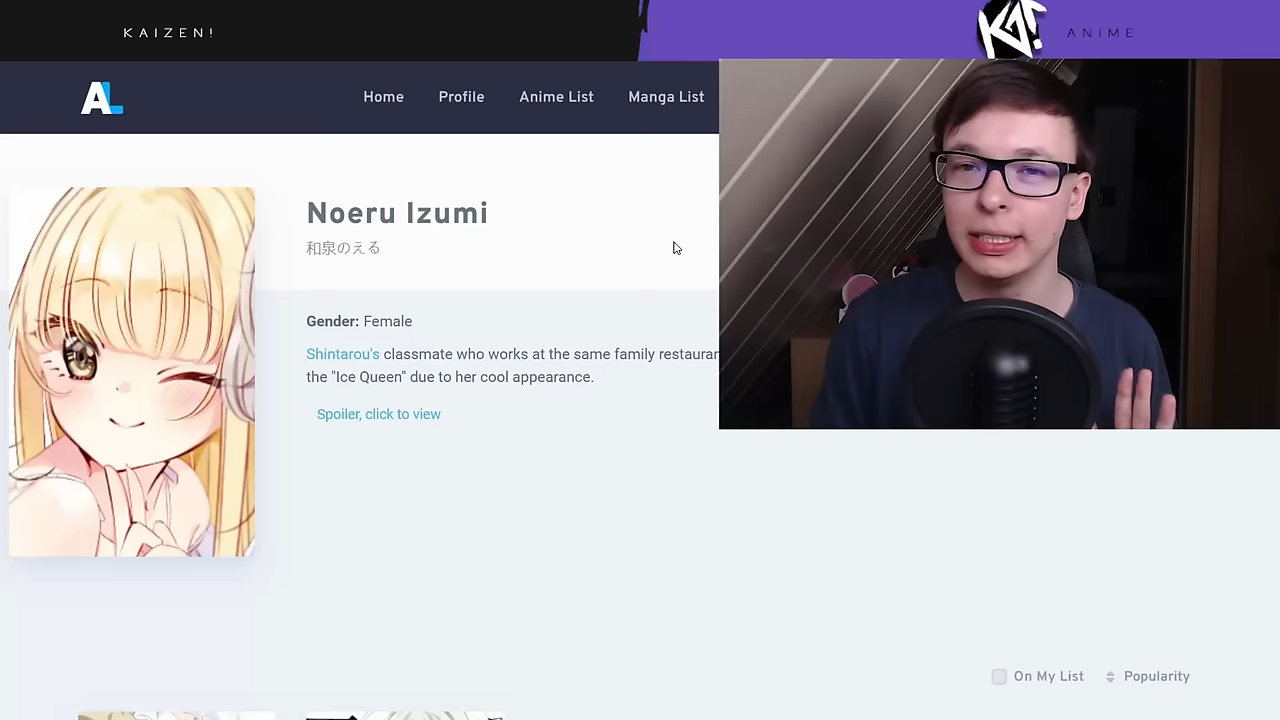 KAIZEN!
KA!
ANIME
AL
Home Profile Anime List Manga List
Noeru Izumi
和泉のえる
Gender: Female
Shintarou's classmate who works at the same family restauran
the "Ice Queen" due to her cool appearance.
Spoiler, click to view
On My List Popularity